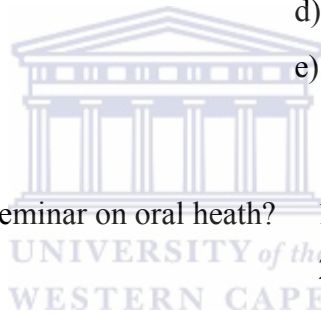 d)
e)
eminar on oral heath?
UNIVERSITY of the
WESTERN CAPE